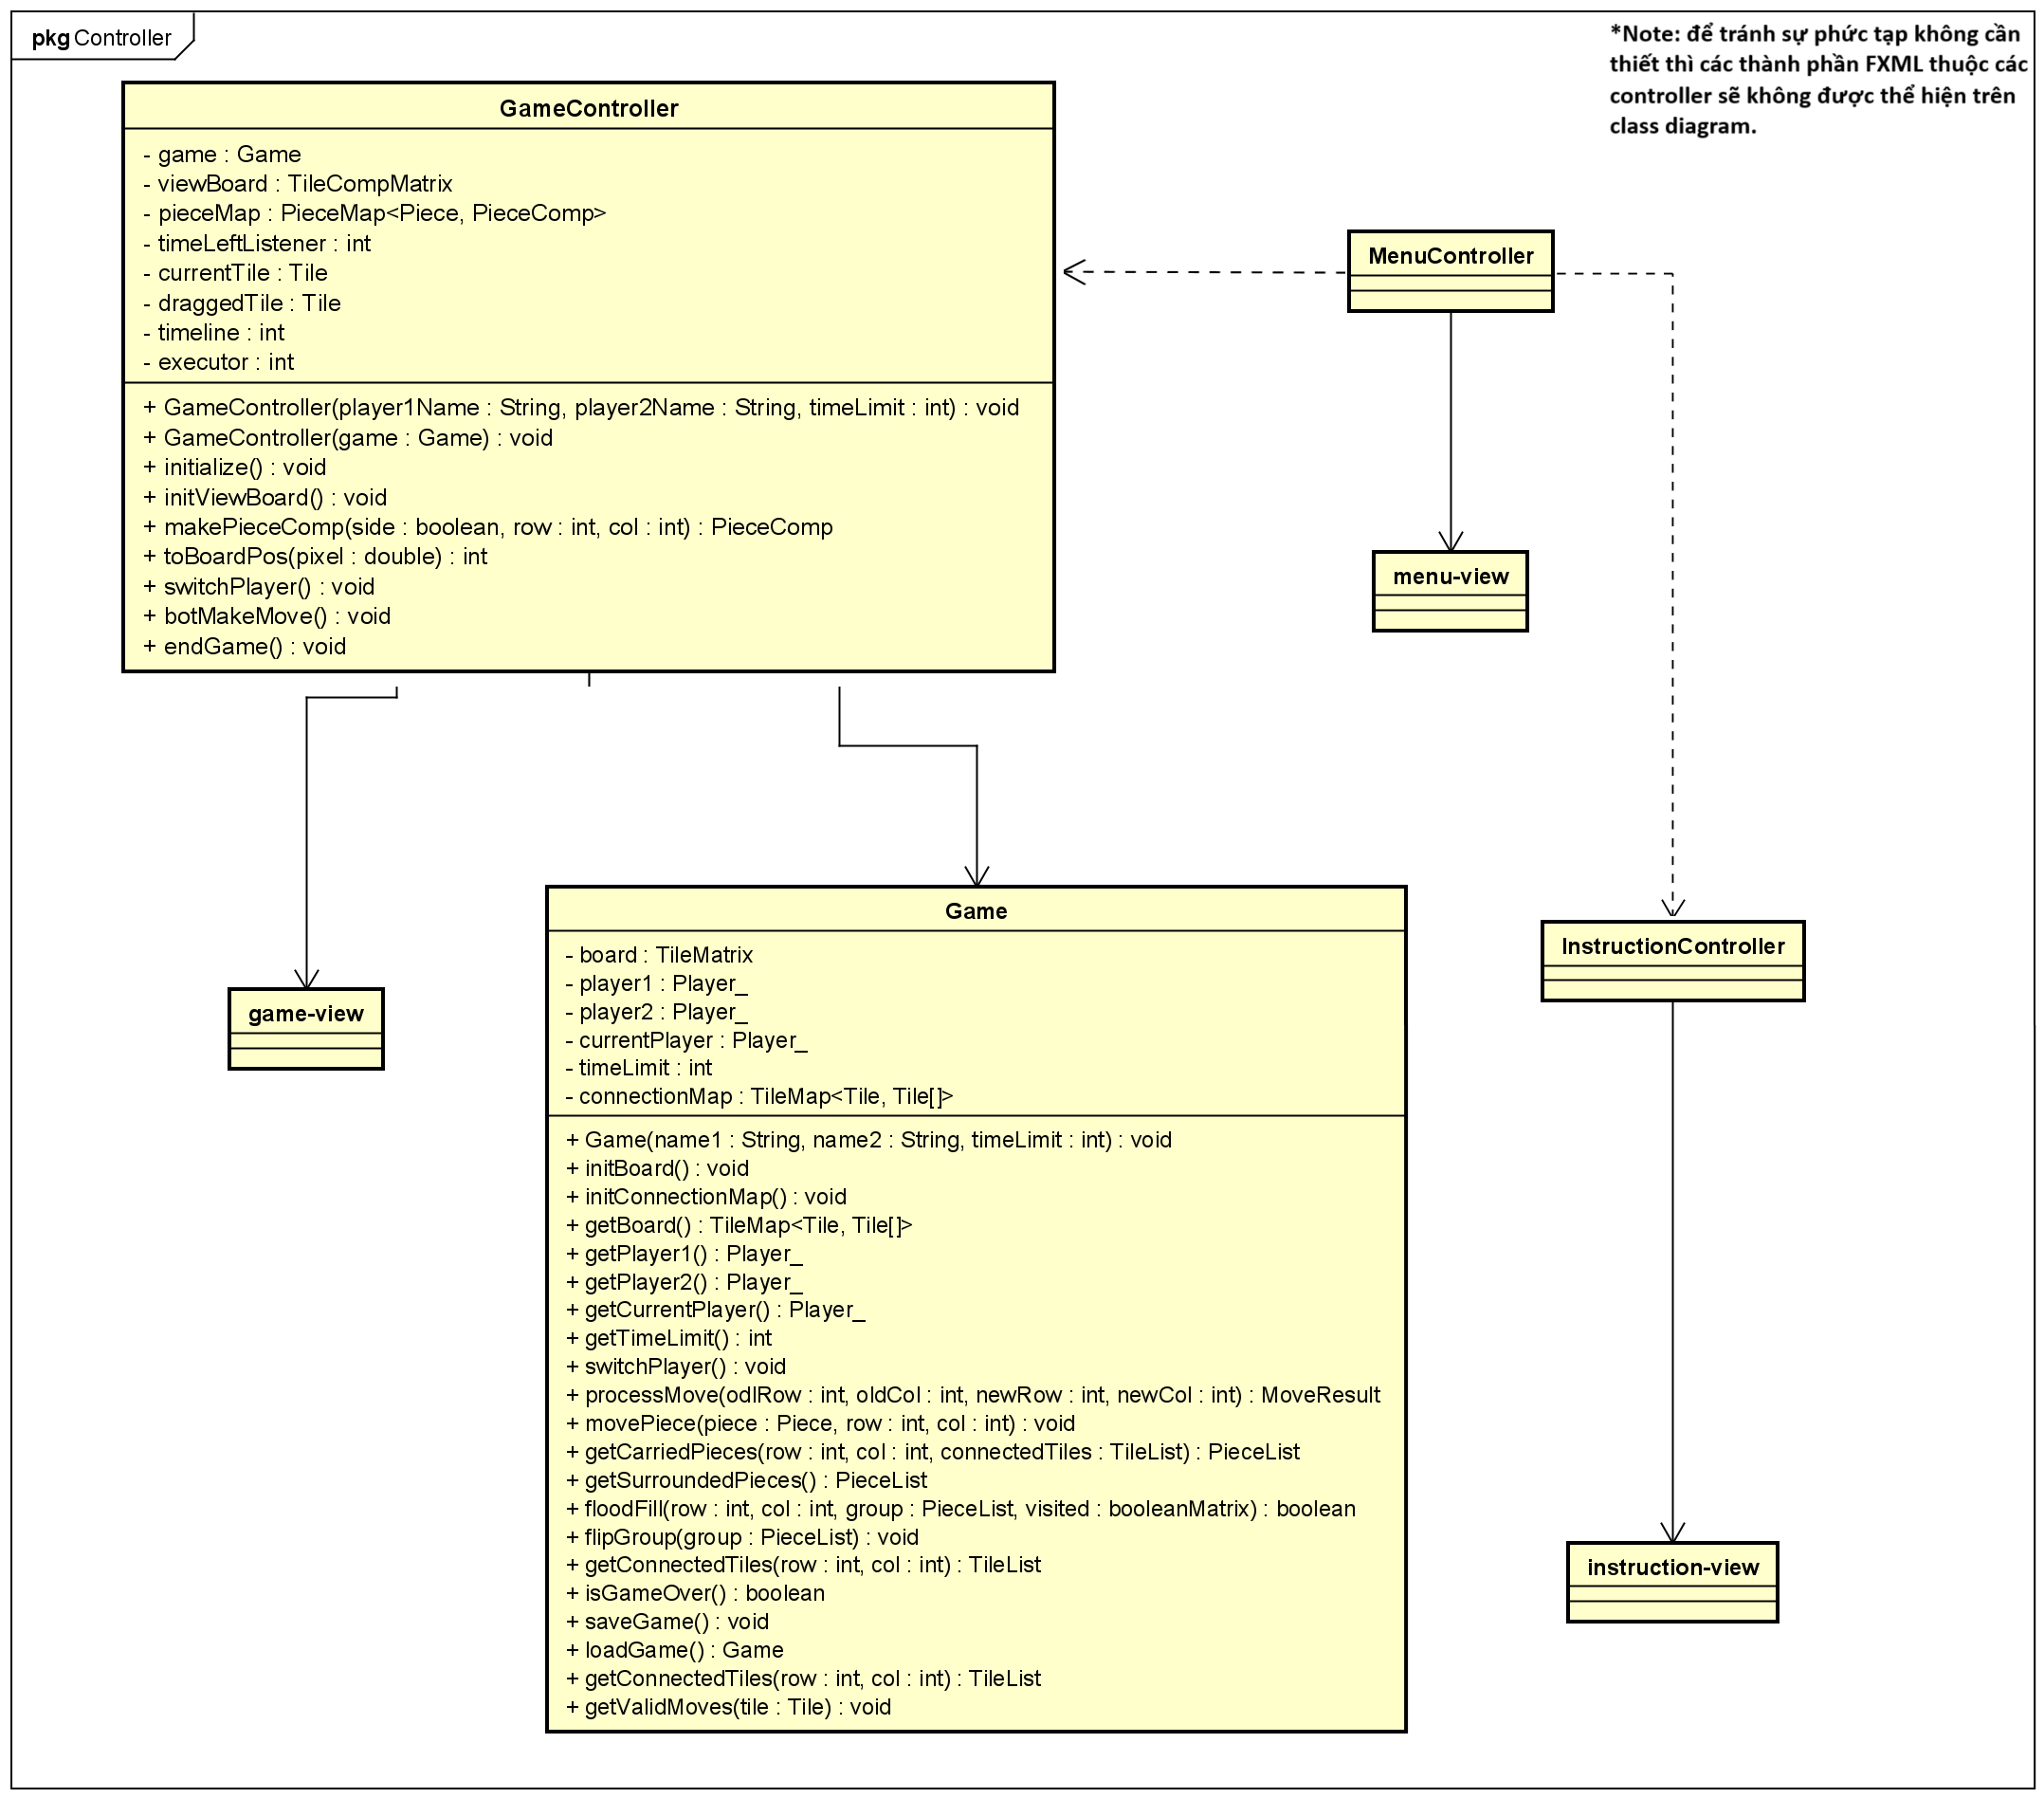 pkg Controller
*Note: để tránh sự phức tạp không cần
thiết thì các thành phần FXML thuộc các
controller sẽ không được thể hiện trên
class diagram.
GameController
- game : Game
- viewBoard : TileCompMatrix
- pieceMap : PieceMap<Piece, PieceComp>
- timeLeftListener : int
- currentTile : Tile
- draggedTile : Tile
- timeline : int
- executor : int
+ GameController(player1Name : String, player2Name : String, timeLimit : int) : void
+ GameController(game : Game) : void
+ initialize() : void
+ initViewBoard() : void
+ makePieceComp(side : boolean, row : int, col : int) : PieceComp
+ toBoardPos(pixel : double) : int
+ switchPlayer() : void
+ botMakeMove() : void
+ endGame() : void
MenuController
menu-view
Game
- board : TileMatrix
- player1 : Player_
- player2 : Player_
- currentPlayer : Player_
- timeLimit : int
- connectionMap : TileMap<Tile, Tile[]>
+ Game(name1 : String, name2 : String, timeLimit : int) : void
+ initBoard() : void
+ initConnectionMap() : void
+ getBoard() : TileMap<Tile, Tile[]>
+ getPlayer1() : Player_
+ getPlayer2() : Player_
+ getCurrentPlayer() : Player_
+ getTimeLimit() : int
+ switchPlayer() : void
+ processMove(odlRow : int, oldCol : int, newRow : int, newCol : int) : MoveResult
+ movePiece(piece : Piece, row : int, col : int) : void
+ getCarriedPieces(row : int, col : int, connectedTiles : TileList) : PieceList
+ getSurroundedPieces() : PieceList
+ floodFill(row : int, col : int, group : PieceList, visited : booleanMatrix) : boolean
+ flipGroup(group : PieceList) : void
+ getConnectedTiles(row : int, col : int) : TileList
+ isGameOver() : boolean
+ saveGame() : void
+ loadGame() : Game
+ getConnectedTiles(row : int, col : int) : TileList
+ getValidMoves(tile : Tile) : void
game-view
InstructionController
instruction-view